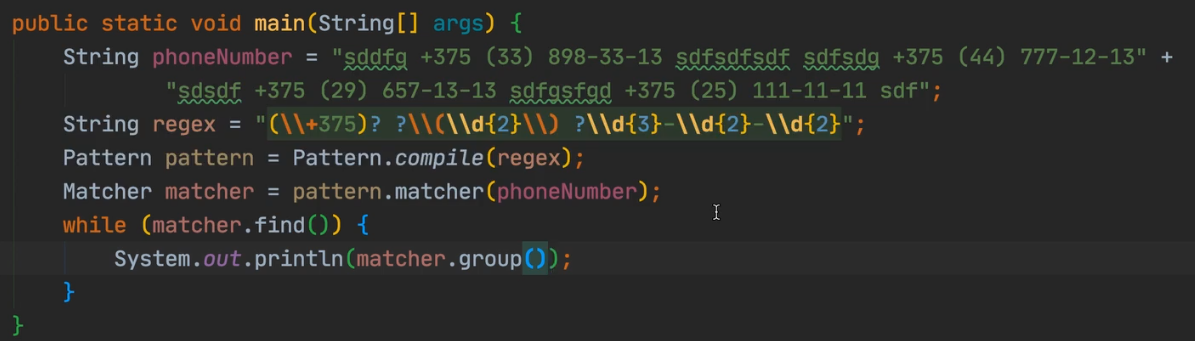 public static void main(String[] args) {
String phoneNumber = "sddfg +375 (33) 898-33-13 sdfsdfsdf sdfsdg +375 (44) 777-12-13" +
"sdsdf +375 (29) 657-13-13 sdfgsfgd +375 (25) 111-11-11 sdf";
String regex = "(\\+375)? ?\\(\\d{2}\\) ?\\d{3}-\\d{2}-\\d{2}";
Pattern pattern = Pattern.compile(regex);
Matcher matcher = pattern.matcher(phoneNumber);
while (matcher.find()) {
System.out.println(matcher.group());
}
}